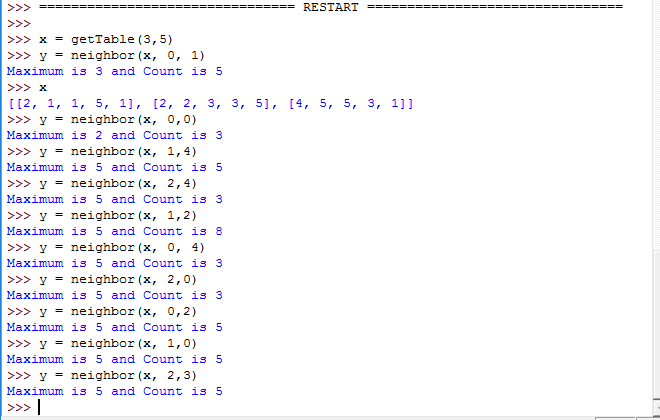 >>> ================================ RESTART ================================
>>>
>>> x = getTable(3,5)
>>> y = neighbor(x, 0, 1)
Maximum is 3 and Count is 5
>>> x
[[2, 1, 1, 5, 1], [2, 2, 3, 3, 5], [4, 5, 5, 3, 1]]
>>> y = neighbor(x, 0,0)
Maximum is 2 and Count is 3
>>> y = neighbor(x, 1,4)
Maximum is 5 and Count is 5
>>> y = neighbor(x, 2,4)
Maximum is 5 and Count is 3
>>> y = neighbor(x, 1,2)
Maximum is 5 and Count is 8
>>> y = neighbor(x, 0, 4)
Maximum is 5 and Count is 3
>>> y = neighbor(x, 2,0)
Maximum is 5 and Count is 3
>>> y = neighbor(x, 0,2)
Maximum is 5 and Count is 5
>>> y = neighbor(x, 1,0)
Maximum is 5 and Count is 5
>>> y = neighbor(x, 2,3)
Maximum is 5 and Count is 5
>>>